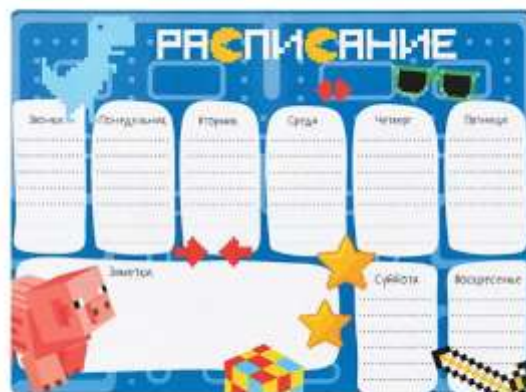 РАСПИСАНИЕ
Звонки
Понедельник
Вторник
Среда
Четверг
Пятница
Заметки
Суббота
Воскресенье